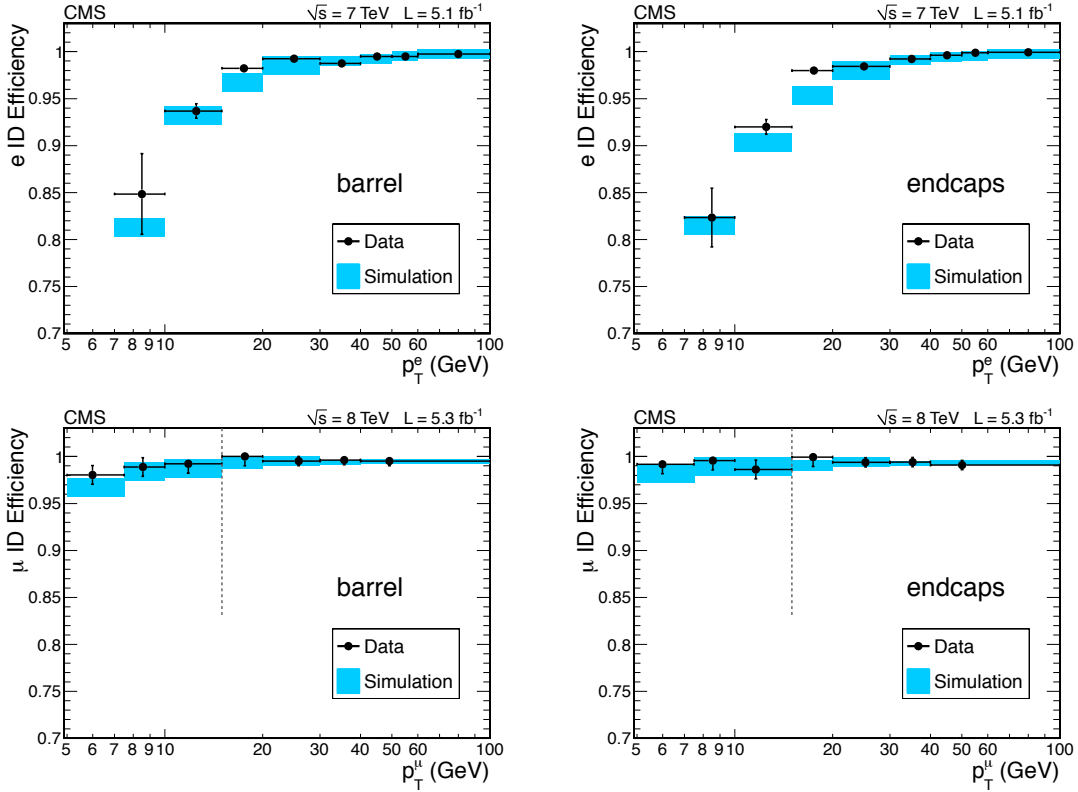 CMS √s = 7 TeV L = 5.1 fb⁻¹
e ID Efficiency
1
0.95
0.9
0.85
0.8
0.75
0.7
barrel
Data
Simulation
5 6 7 8 9 10 20 30 40 50 60 100
p_T^e (GeV)
CMS √s = 7 TeV L = 5.1 fb⁻¹
e ID Efficiency
1
0.95
0.9
0.85
0.8
0.75
0.7
endcaps
Data
Simulation
5 6 7 8 9 10 20 30 40 50 60 100
p_T^e (GeV)
CMS √s = 8 TeV L = 5.3 fb⁻¹
μ ID Efficiency
1
0.95
0.9
0.85
0.8
0.75
0.7
barrel
Data
Simulation
5 6 7 8 9 10 20 30 40 50 60 100
p_T^μ (GeV)
CMS √s = 8 TeV L = 5.3 fb⁻¹
μ ID Efficiency
1
0.95
0.9
0.85
0.8
0.75
0.7
endcaps
Data
Simulation
5 6 7 8 9 10 20 30 40 50 60 100
p_T^μ (GeV)